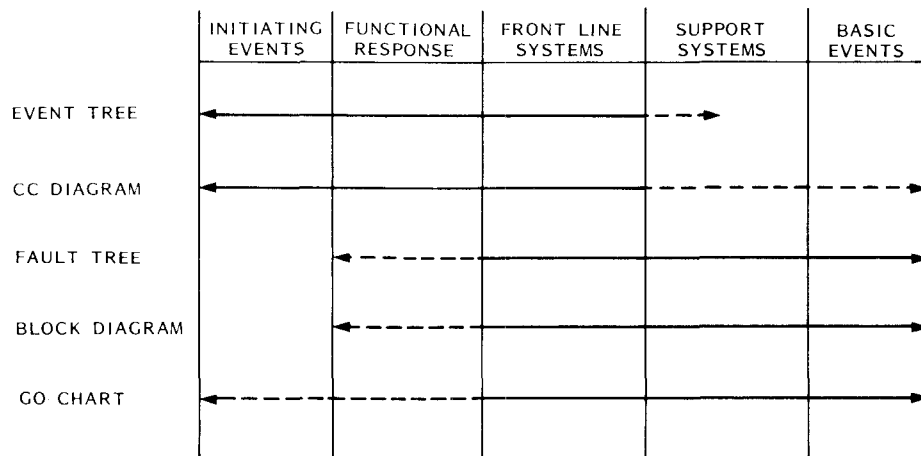 INITIATING EVENTS
FUNCTIONAL RESPONSE
FRONT LINE SYSTEMS
SUPPORT SYSTEMS
BASIC EVENTS
EVENT TREE
CC DIAGRAM
FAULT TREE
BLOCK DIAGRAM
GO CHART